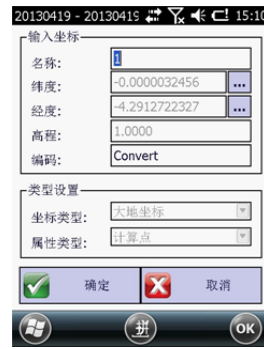 20130419 - 20130419 15:10
输入坐标
名称: 1
纬度: -0.0000032456 ...
经度: -4.2912722327 ...
高程: 1.0000
编码: Convert
类型设置
坐标类型: 大地坐标
属性类型: 计算点
确定 取消
拼 OK